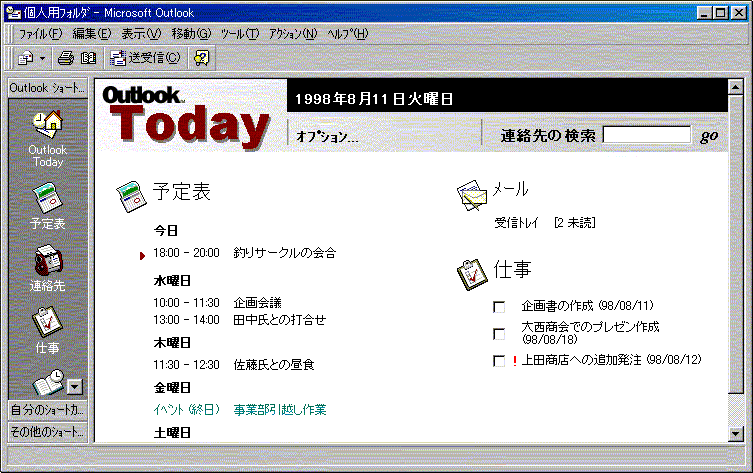 個人用ﾌｫﾙﾀﾞ - Microsoft Outlook
ﾌｧｲﾙ(F) 編集(E) 表示(V) 移動(G) ﾂｰﾙ(T) ｱｸｼｮﾝ(N) ﾍﾙﾌﾟ(H)
送受信(C)
Outlook ｼｮｰﾄ...
Outlook
Today
予定表
連絡先
仕事
自分のｼｮｰﾄｶ...
その他のｼｮｰﾄ...
Outlook
Today
1998年8月11日火曜日
ｵﾌﾟｼｮﾝ...
連絡先の検索 go
予定表
今日
18:00 - 20:00 釣りサークルの会合
水曜日
10:00 - 11:30 企画会議
13:00 - 14:00 田中氏との打合せ
木曜日
11:30 - 12:30 佐藤氏との昼食
金曜日
ｲﾍﾞﾝﾄ (終日) 事業部引越し作業
土曜日
メール
受信ﾄﾚｲ [2 未読]
仕事
企画書の作成 (98/08/11)
大西商会でのプレゼン作成
(98/08/18)
! 上田商店への追加発注 (98/08/12)